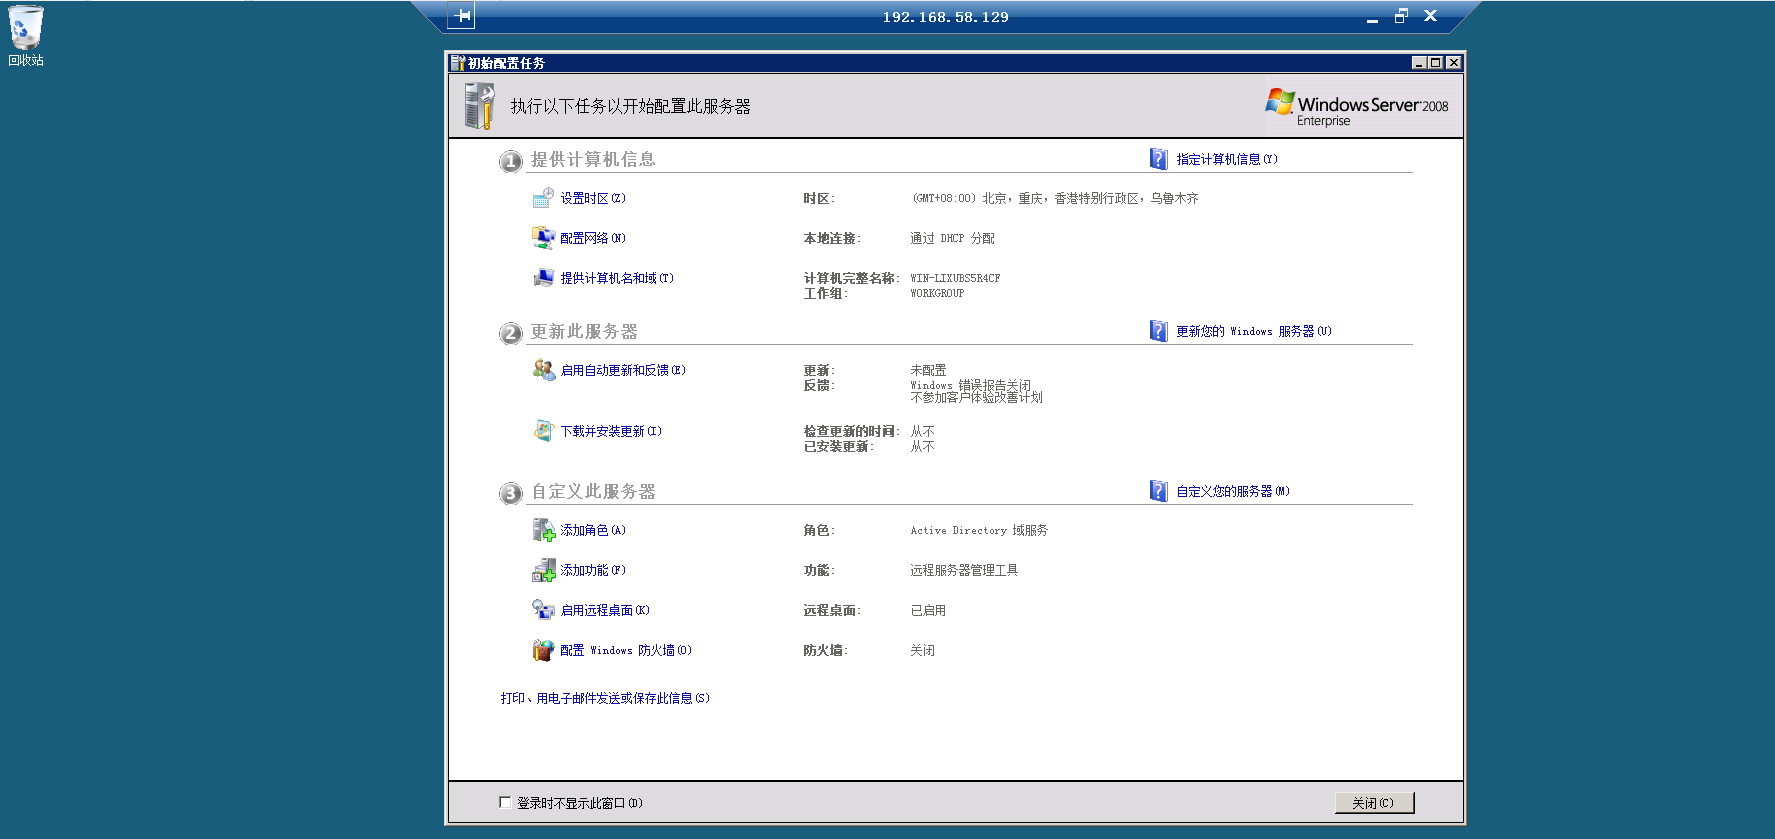 192.168.58.129
回收站
初始配置任务
执行以下任务以开始配置此服务器
Windows Server 2008
Enterprise
1 提供计算机信息
指定计算机信息(Y)
设置时区(Z) 时区: (GMT+08:00) 北京，重庆，香港特别行政区，乌鲁木齐
配置网络(N) 本地连接: 通过 DHCP 分配
提供计算机名和域(T) 计算机完整名称: WIN-LIXUBS5R4CF
工作组: WORKGROUP
2 更新此服务器
更新您的 Windows 服务器(U)
启用自动更新和反馈(E) 更新: 未配置
反馈: Windows 错误报告关闭
不参加客户体验改善计划
下载并安装更新(I) 检查更新的时间: 从不
已安装更新: 从不
3 自定义此服务器
自定义您的服务器(M)
添加角色(A) 角色: Active Directory 域服务
添加功能(F) 功能: 远程服务器管理工具
启用远程桌面(K) 远程桌面: 已启用
配置 Windows 防火墙(O) 防火墙: 关闭
打印、用电子邮件发送或保存此信息(S)
登录时不显示此窗口(D)
关闭(C)